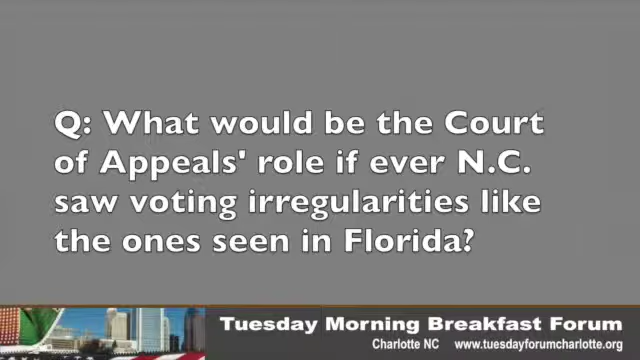 Q: What would be the Court
of Appeals' role if ever N.C.
saw voting irregularities like
the ones seen in Florida?
Tuesday Morning Breakfast Forum
Charlotte NC www.tuesdayforumcharlotte.org